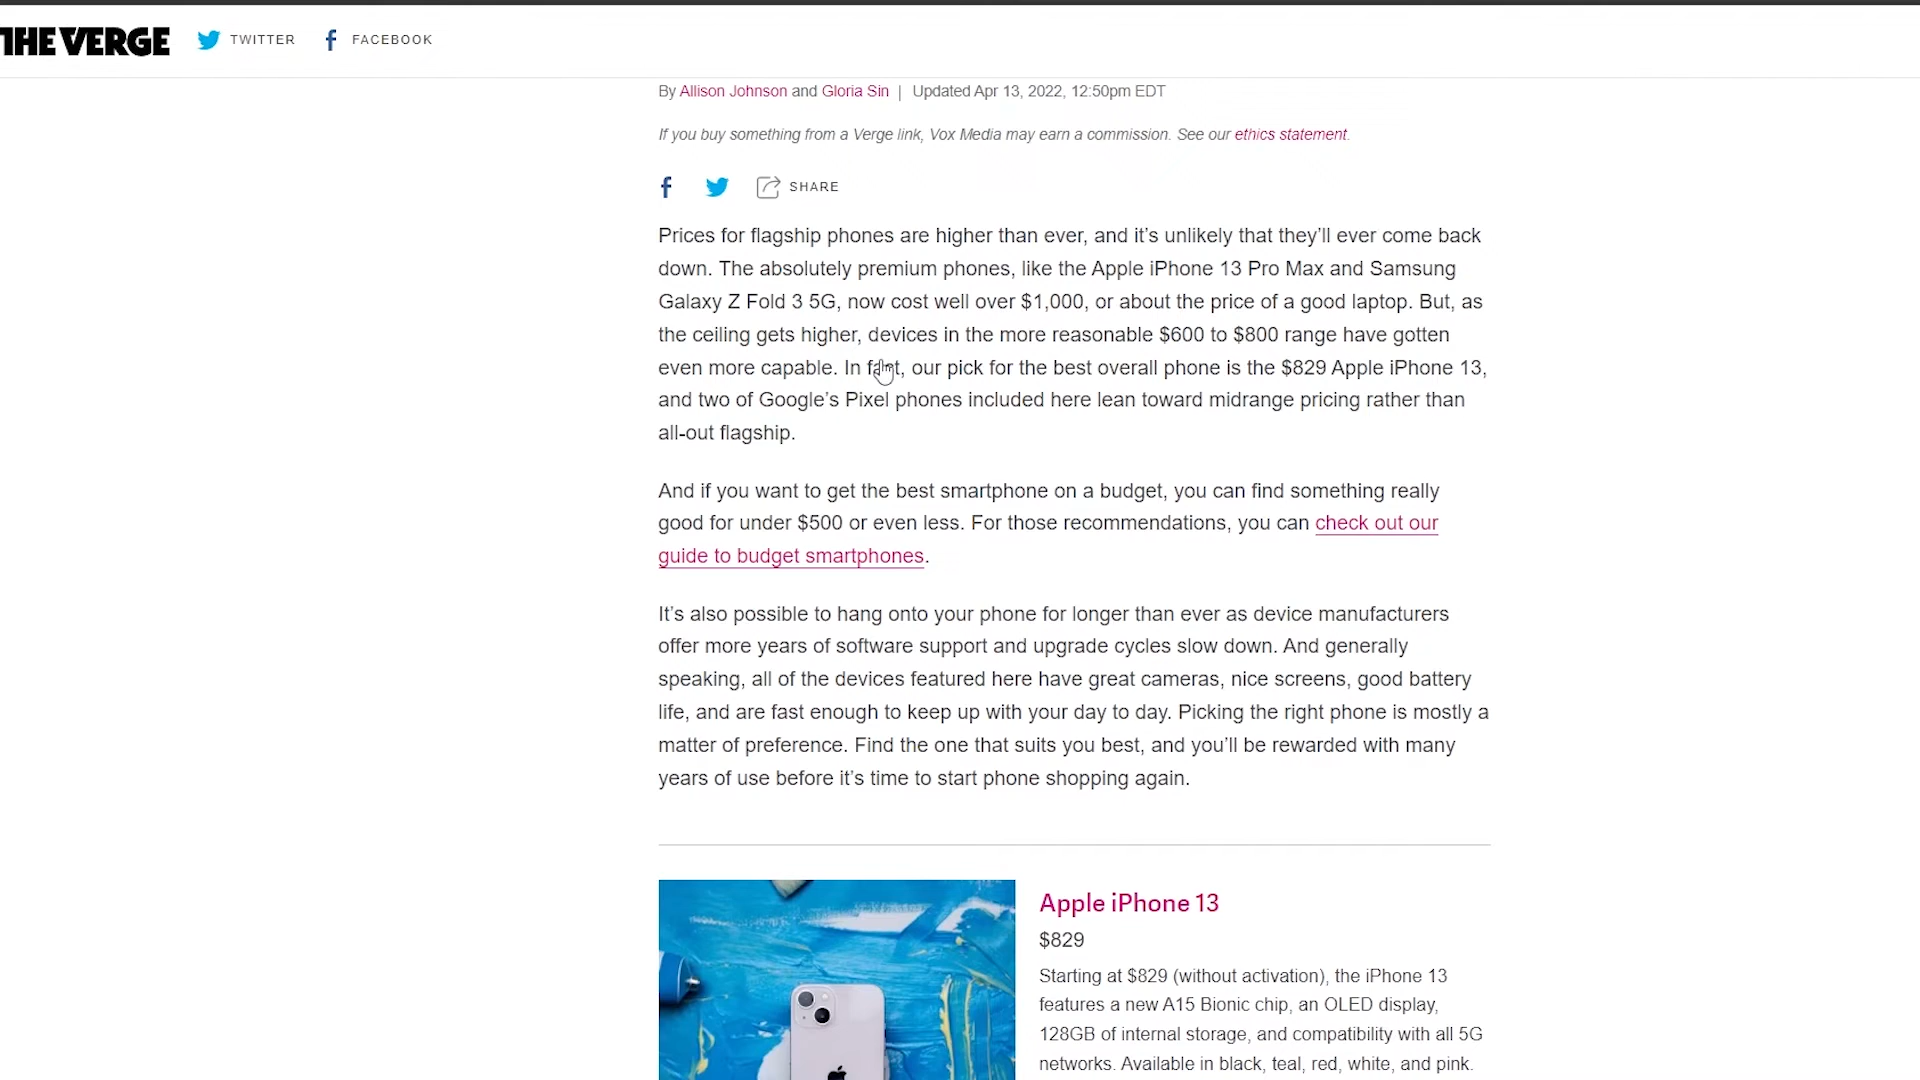 THE VERGE TWITTER FACEBOOK
By Allison Johnson and Gloria Sin | Updated Apr 13, 2022, 12:50pm EDT
If you buy something from a Verge link, Vox Media may earn a commission. See our ethics statement.
SHARE
Prices for flagship phones are higher than ever, and it’s unlikely that they’ll ever come back
down. The absolutely premium phones, like the Apple iPhone 13 Pro Max and Samsung
Galaxy Z Fold 3 5G, now cost well over $1,000, or about the price of a good laptop. But, as
the ceiling gets higher, devices in the more reasonable $600 to $800 range have gotten
even more capable. In fact, our pick for the best overall phone is the $829 Apple iPhone 13,
and two of Google’s Pixel phones included here lean toward midrange pricing rather than
all-out flagship.
And if you want to get the best smartphone on a budget, you can find something really
good for under $500 or even less. For those recommendations, you can check out our
guide to budget smartphones.
It’s also possible to hang onto your phone for longer than ever as device manufacturers
offer more years of software support and upgrade cycles slow down. And generally
speaking, all of the devices featured here have great cameras, nice screens, good battery
life, and are fast enough to keep up with your day to day. Picking the right phone is mostly a
matter of preference. Find the one that suits you best, and you’ll be rewarded with many
years of use before it’s time to start phone shopping again.
Apple iPhone 13
$829
Starting at $829 (without activation), the iPhone 13
features a new A15 Bionic chip, an OLED display,
128GB of internal storage, and compatibility with all 5G
networks. Available in black, teal, red, white, and pink.